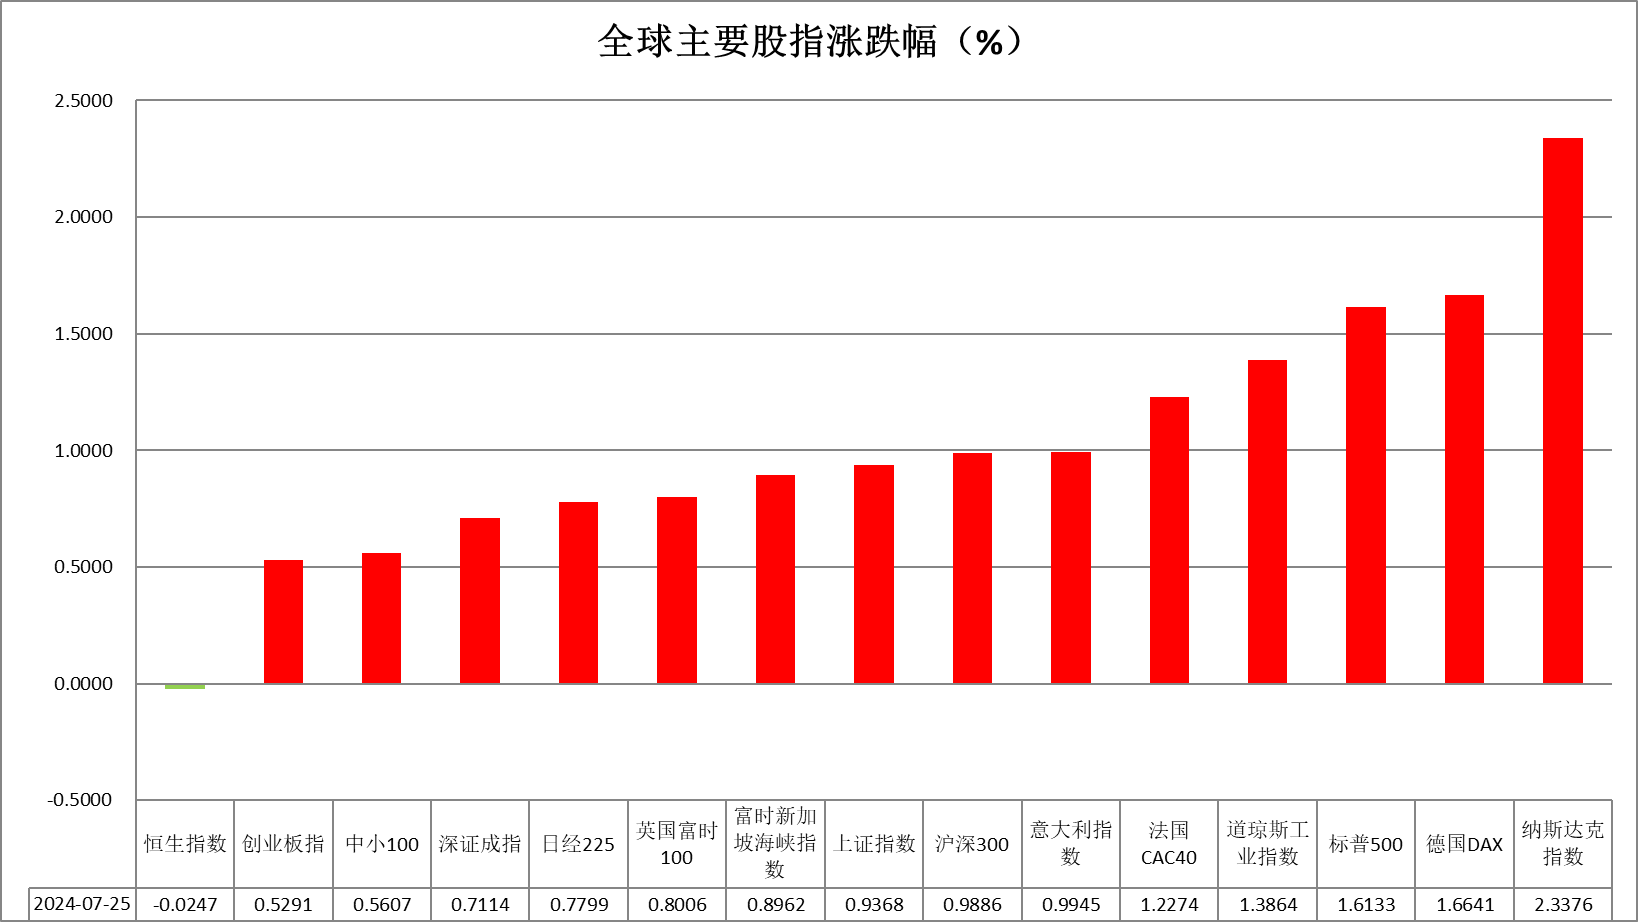 全球主要股指涨跌幅（%）
2.5000
2.0000
1.5000
1.0000
0.5000
0.0000
-0.5000
恒生指数
创业板指
中小100
深证成指
日经225
英国富时
100
富时新加
坡海峡指
数
上证指数
沪深300
意大利指
数
法国
CAC40
道琼斯工
业指数
标普500
德国DAX
纳斯达克
指数
2024-07-25 -0.0247 0.5291 0.5607 0.7114 0.7799 0.8006 0.8962 0.9368 0.9886 0.9945 1.2274 1.3864 1.6133 1.6641 2.3376